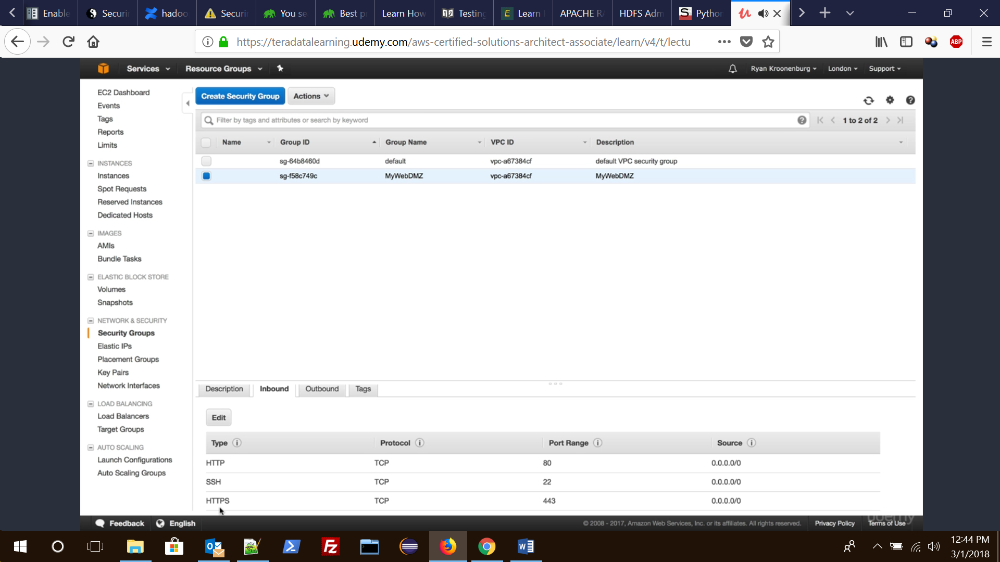 Enable
Securi
hadoo
Securi
You se
Best p
Learn How
Testing
Learn
APACHE RA
HDFS Adm
Pytho
https://teradatalearning.udemy.com/aws-certified-solutions-architect-associate/learn/v4/t/lectu
ABP
Services
Resource Groups
Ryan Kroonenburg
London
Support
EC2 Dashboard
Events
Tags
Reports
Limits
INSTANCES
Instances
Spot Requests
Reserved Instances
Dedicated Hosts
IMAGES
AMIs
Bundle Tasks
ELASTIC BLOCK STORE
Volumes
Snapshots
NETWORK & SECURITY
Security Groups
Elastic IPs
Placement Groups
Key Pairs
Network Interfaces
LOAD BALANCING
Load Balancers
Target Groups
AUTO SCALING
Launch Configurations
Auto Scaling Groups
Create Security Group
Actions
Filter by tags and attributes or search by keyword
1 to 2 of 2
Name Group ID Group Name VPC ID Description
sg-64b8460d default vpc-a67384cf default VPC security group
sg-f58c749c MyWebDMZ vpc-a67384cf MyWebDMZ
Description Inbound Outbound Tags
Edit
Type Protocol Port Range Source
HTTP TCP 80 0.0.0.0/0
SSH TCP 22 0.0.0.0/0
HTTPS TCP 443 0.0.0.0/0
Feedback
English
© 2008 - 2017, Amazon Web Services, Inc. or its affiliates. All rights reserved.
Privacy Policy
Terms of Use
udemy
12:44 PM
3/1/2018